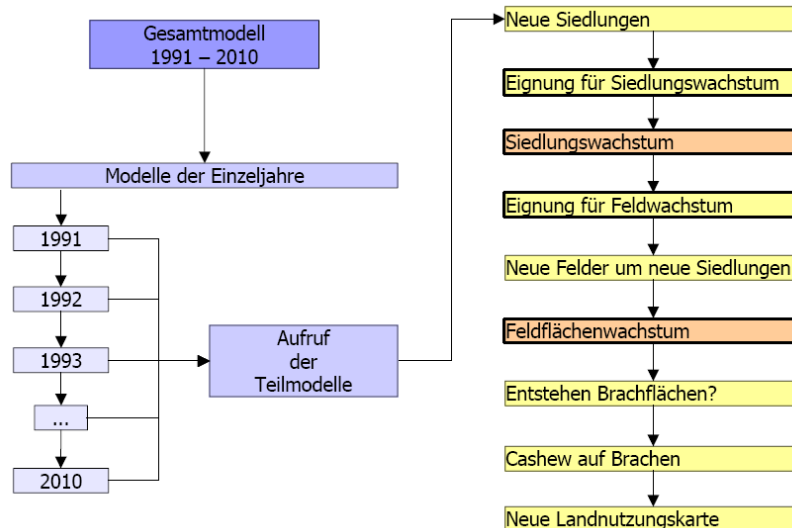 Gesamtmodell
1991 – 2010
Modelle der Einzeljahre
1991
1992
1993
...
2010
Aufruf
der
Teilmodelle
Neue Siedlungen
Eignung für Siedlungswachstum
Siedlungswachstum
Eignung für Feldwachstum
Neue Felder um neue Siedlungen
Feldflächenwachstum
Entstehen Brachflächen?
Cashew auf Brachen
Neue Landnutzungskarte